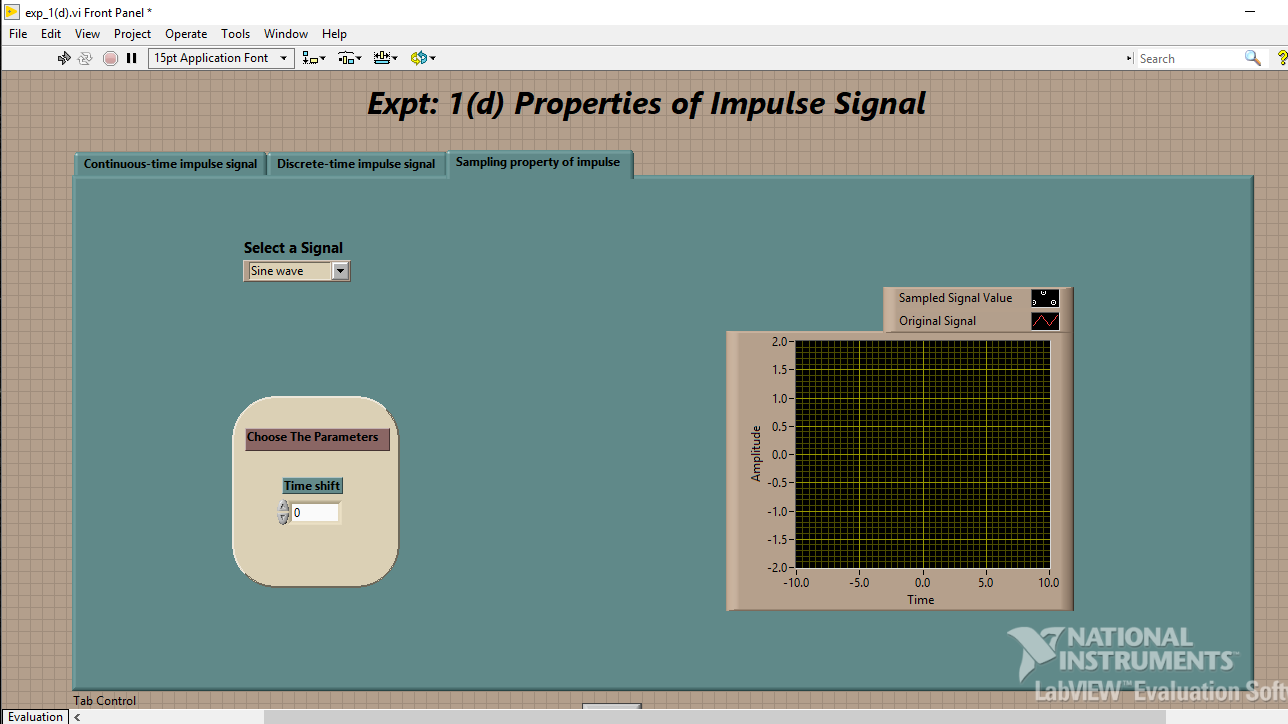 exp_1(d).vi Front Panel *
File Edit View Project Operate Tools Window Help
15pt Application Font
Search
?
Expt: 1(d) Properties of Impulse Signal
Continuous-time impulse signal Discrete-time impulse signal Sampling property of impulse
Select a Signal
Sine wave
Choose The Parameters
Time shift
0
Sampled Signal Value
Original Signal
2.0
1.5
1.0
0.5
0.0
-0.5
-1.0
-1.5
-2.0
Amplitude
-10.0 -5.0 0.0 5.0 10.0
Time
NATIONAL
INSTRUMENTS™
LabVIEW™ Evaluation Soft
Tab Control
Evaluation